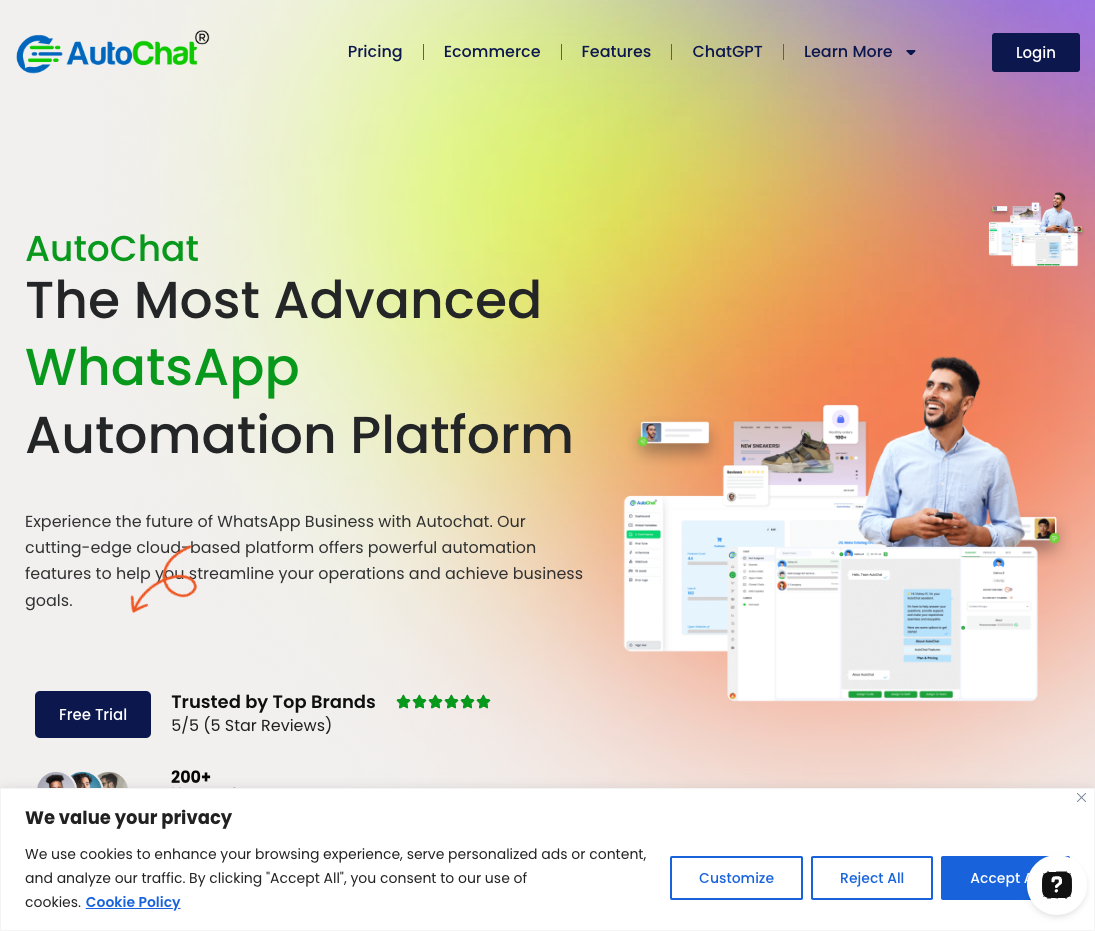 AutoChat®
Pricing
Ecommerce
Features
ChatGPT
Learn More
Login
AutoChat
The Most Advanced
WhatsApp
Automation Platform
Experience the future of WhatsApp Business with Autochat. Our
cutting-edge cloud-based platform offers powerful automation
features to help you streamline your operations and achieve business
goals.
NEW SNEAKERS!
100+
Reviews
AutoChat
Free Trial
Trusted by Top Brands
5/5 (5 Star Reviews)
200+
We value your privacy
We use cookies to enhance your browsing experience, serve personalized ads or content,
and analyze our traffic. By clicking "Accept All", you consent to our use of
cookies. Cookie Policy
Customize
Reject All
Accept
?